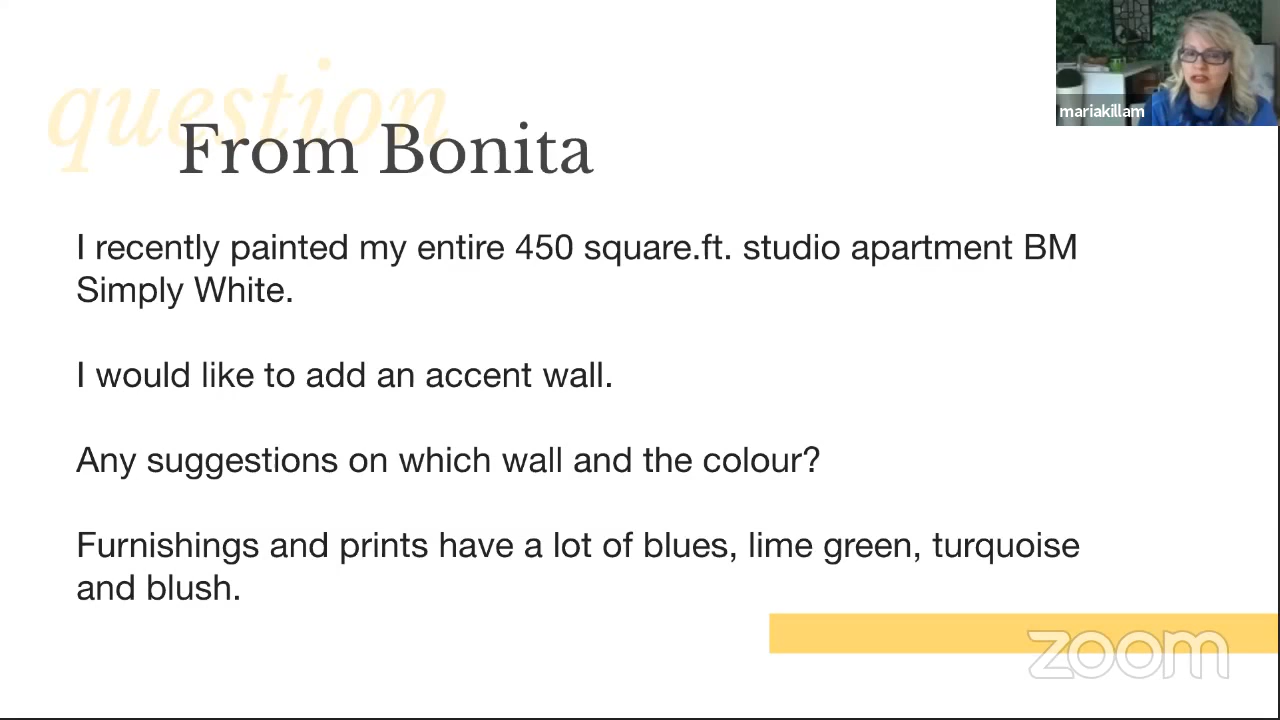 question
From Bonita
mariakillam
I recently painted my entire 450 square.ft. studio apartment BM
Simply White.
I would like to add an accent wall.
Any suggestions on which wall and the colour?
Furnishings and prints have a lot of blues, lime green, turquoise
and blush.
zoom